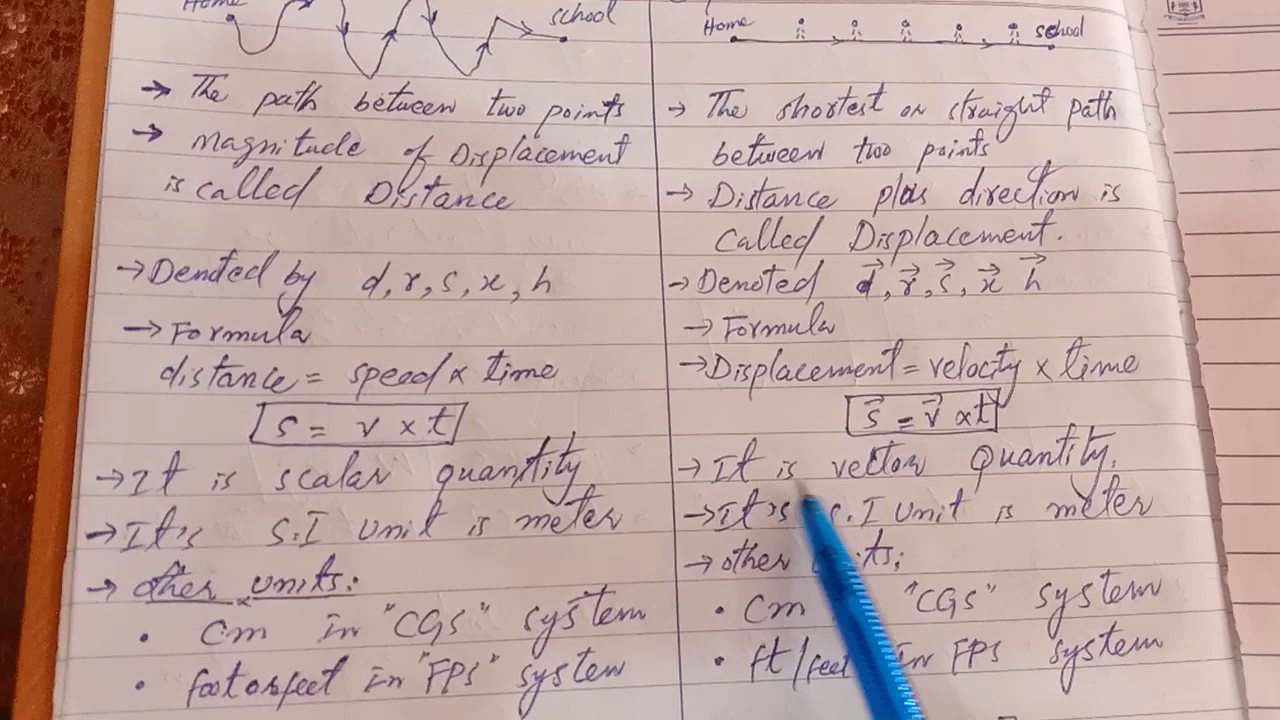 Home
school
→ The path between two points
→ Magnitude of Displacement
is called Distance
→ Denoted by d, r, s, x, h
→ Formula
distance = speed × time
s = v × t
→ It is scalar quantity
→ It's S.I Unit is meter
→ other units:
• Cm in "CGS" system
• foot or feet in "FPS" system
Home
school
→ The shortest or straight path
between two points
→ Distance plus direction is
Called Displacement.
→ Denoted d⃗, r⃗, s⃗, x⃗ h⃗
→ Formula
→ Displacement = velocity × time
s⃗ = v⃗ × t
→ It is vector Quantity.
→ It's S.I Unit is meter
→ other
• Cm "CGS" system
• ft/feet in FPS system